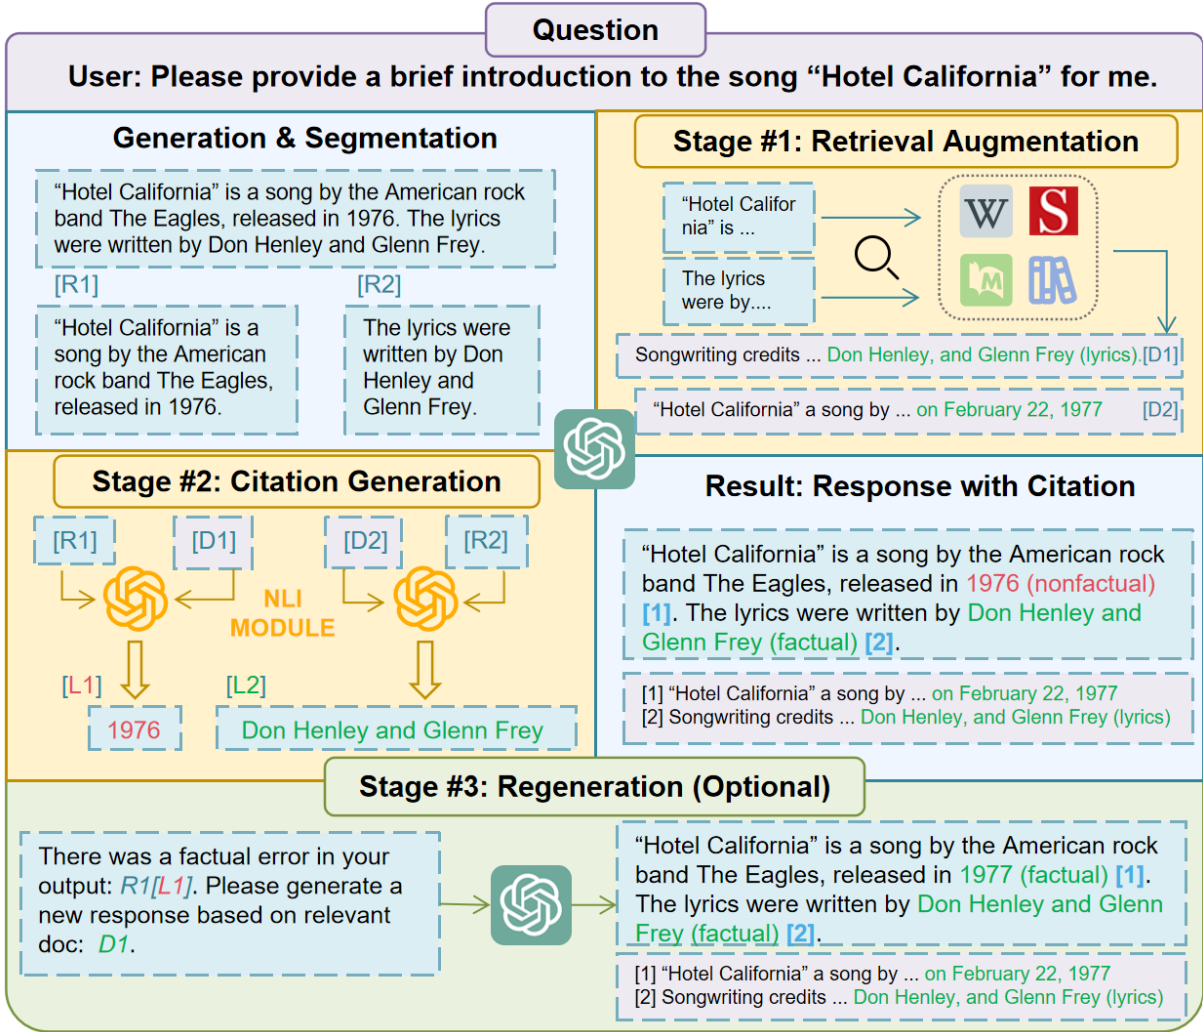 Question
User: Please provide a brief introduction to the song “Hotel California” for me.
Generation & Segmentation
“Hotel California” is a song by the American rock
band The Eagles, released in 1976. The lyrics
were written by Don Henley and Glenn Frey.
[R1]
[R2]
“Hotel California” is a
song by the American
rock band The Eagles,
released in 1976.
The lyrics were
written by Don
Henley and
Glenn Frey.
Stage #1: Retrieval Augmentation
“Hotel Califor
nia” is ...
The lyrics
were by....
W
S
M
Songwriting credits ... Don Henley, and Glenn Frey (lyrics).[D1]
“Hotel California” a song by ... on February 22, 1977 [D2]
Stage #2: Citation Generation
[R1]
[D1]
[D2]
[R2]
NLI
MODULE
[L1]
[L2]
1976
Don Henley and Glenn Frey
Result: Response with Citation
“Hotel California” is a song by the American rock
band The Eagles, released in 1976 (nonfactual)
[1]. The lyrics were written by Don Henley and
Glenn Frey (factual) [2].
[1] “Hotel California” a song by ... on February 22, 1977
[2] Songwriting credits ... Don Henley, and Glenn Frey (lyrics)
Stage #3: Regeneration (Optional)
There was a factual error in your
output: R1[L1]. Please generate a
new response based on relevant
doc: D1.
“Hotel California” is a song by the American rock
band The Eagles, released in 1977 (factual) [1].
The lyrics were written by Don Henley and Glenn
Frey (factual) [2].
[1] “Hotel California” a song by ... on February 22, 1977
[2] Songwriting credits ... Don Henley, and Glenn Frey (lyrics)